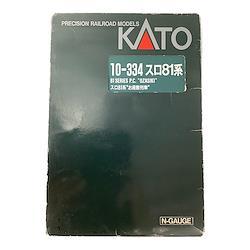 PRECISION RAILROAD MODELS
KATO
10-334 スロ81系
81 SERIES P.C. "OZASHIKI"
スロ81系"お座敷列車"
N-GAUGE